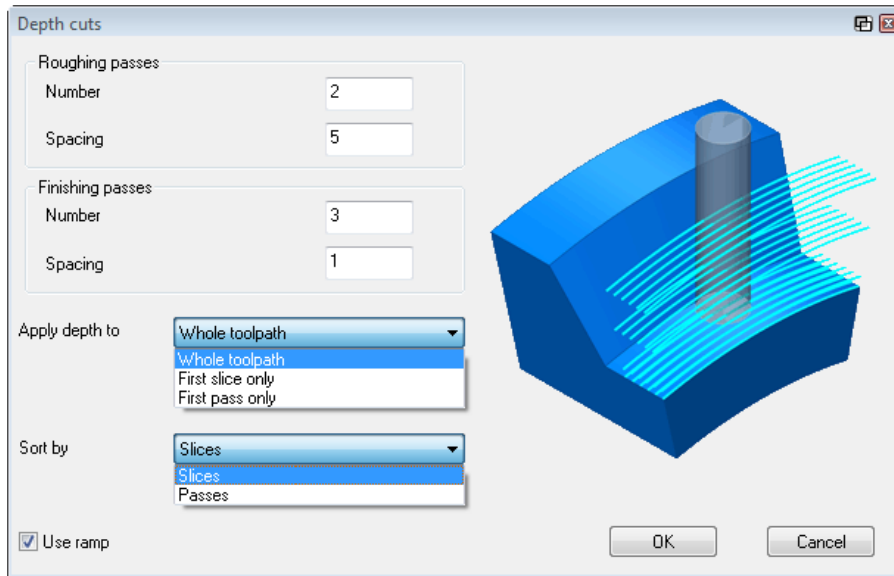 Depth cuts
Roughing passes
Number 2
Spacing 5
Finishing passes
Number 3
Spacing 1
Apply depth to Whole toolpath
Whole toolpath
First slice only
First pass only
Sort by Slices
Slices
Passes
Use ramp OK Cancel